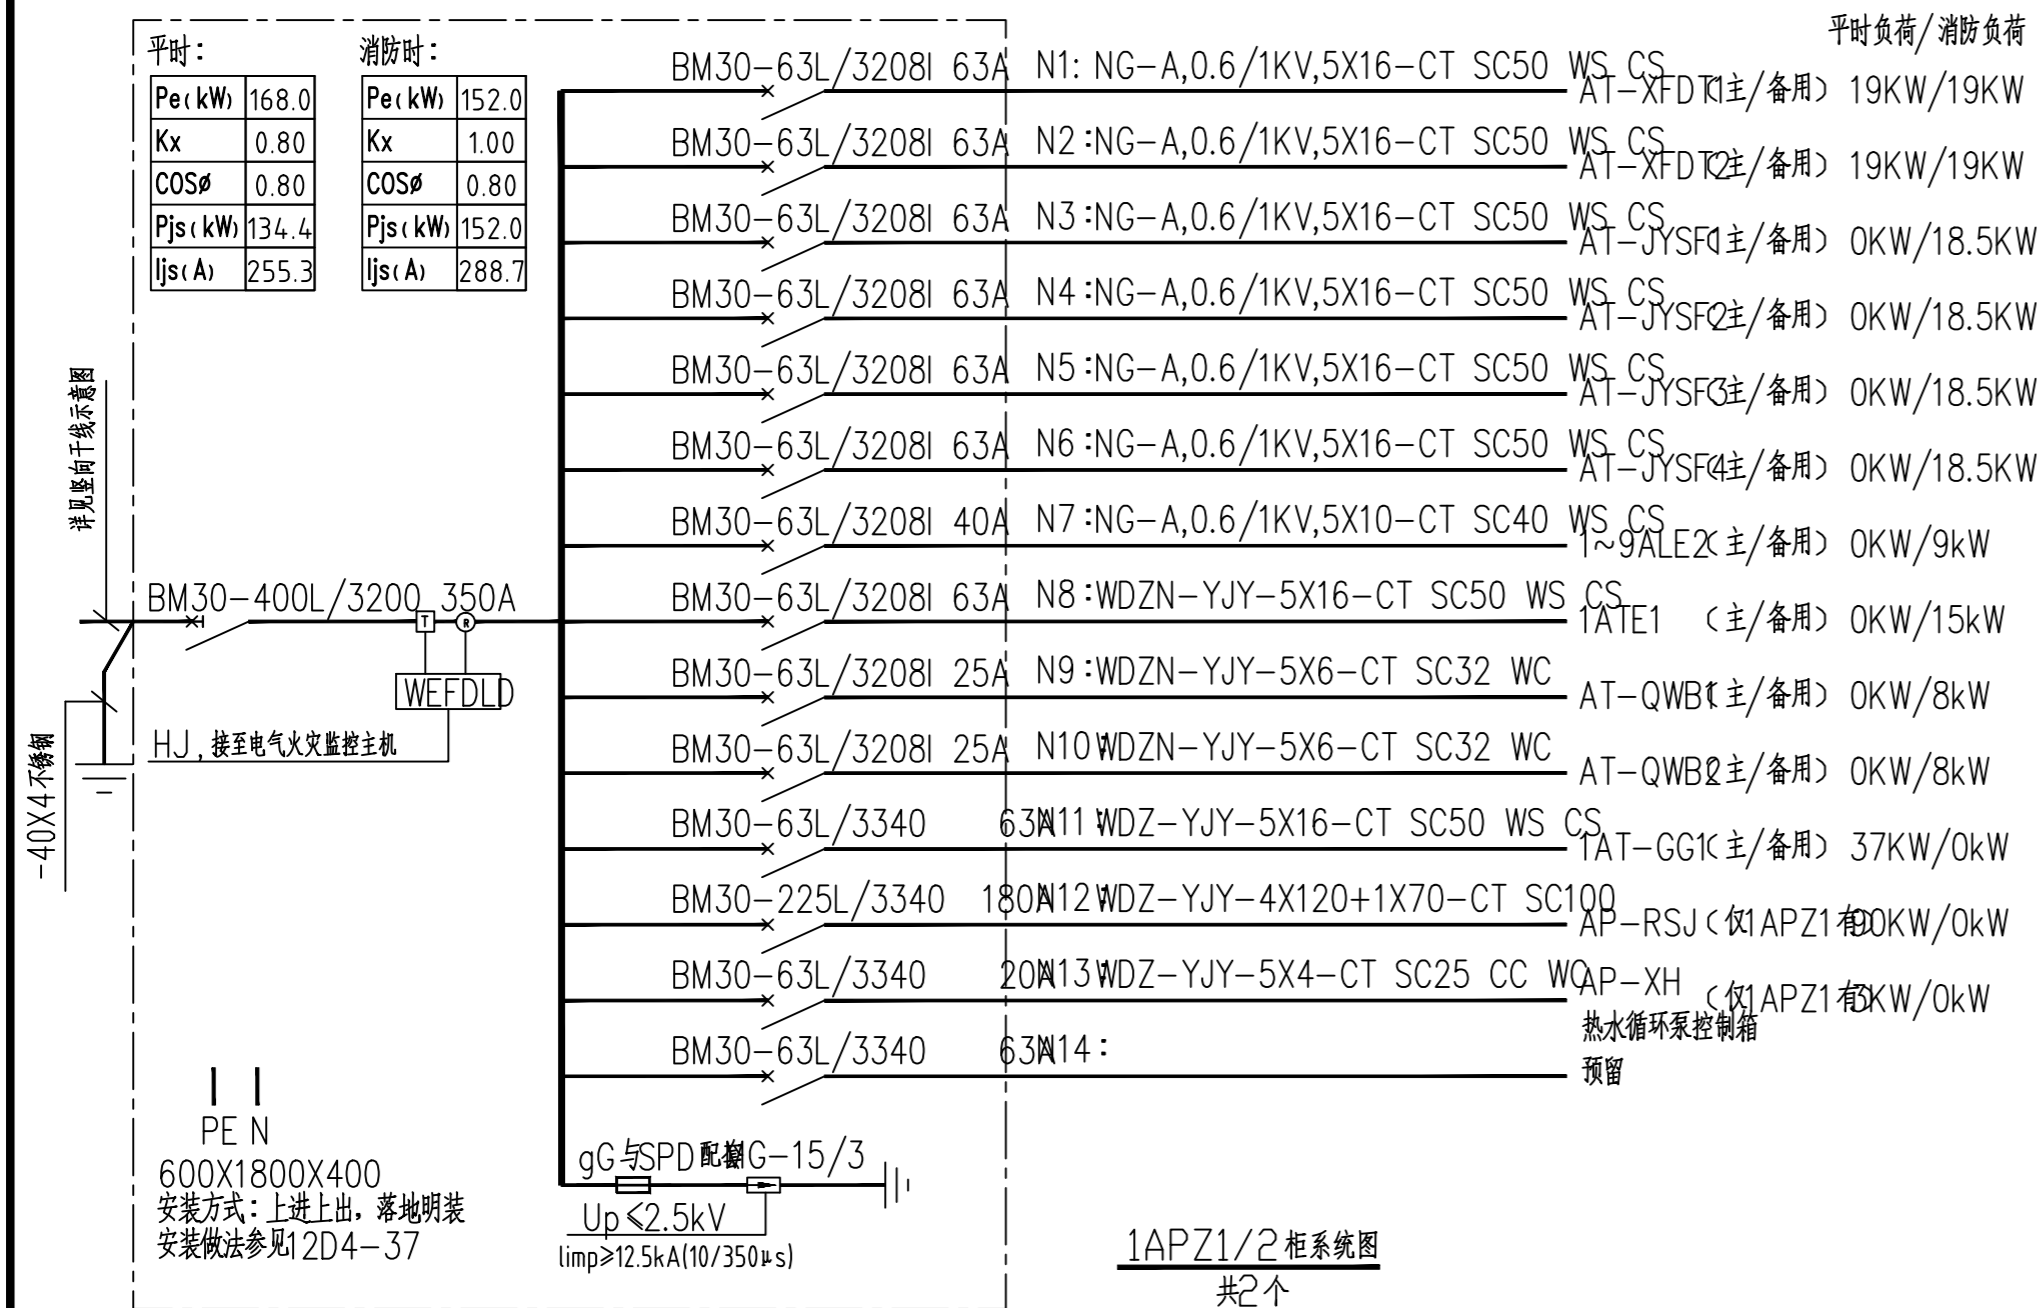 平时负荷/消防负荷
平时：
Pe(kW) 168.0
Kx 0.80
COSø 0.80
Pjs(kW) 134.4
Ijs(A) 255.3
消防时：
Pe(kW) 152.0
Kx 1.00
COSø 0.80
Pjs(kW) 152.0
Ijs(A) 288.7
BM30-63L/3208I 63A N1: NG-A,0.6/1KV,5X16-CT SC50 WS CS
AT-XFDT1(主/备用) 19KW/19KW
BM30-63L/3208I 63A N2:NG-A,0.6/1KV,5X16-CT SC50 WS CS
AT-XFDT2(主/备用) 19KW/19KW
BM30-63L/3208I 63A N3:NG-A,0.6/1KV,5X16-CT SC50 WS CS
AT-JYSF1(主/备用) 0KW/18.5KW
BM30-63L/3208I 63A N4:NG-A,0.6/1KV,5X16-CT SC50 WS CS
AT-JYSF2(主/备用) 0KW/18.5KW
BM30-63L/3208I 63A N5:NG-A,0.6/1KV,5X16-CT SC50 WS CS
AT-JYSF3(主/备用) 0KW/18.5KW
BM30-63L/3208I 63A N6:NG-A,0.6/1KV,5X16-CT SC50 WS CS
AT-JYSF4(主/备用) 0KW/18.5KW
BM30-63L/3208I 40A N7:NG-A,0.6/1KV,5X10-CT SC40 WS CS
1~9ALE2(主/备用) 0KW/9kW
BM30-63L/3208I 63A N8:WDZN-YJY-5X16-CT SC50 WS CS
1ATE1 (主/备用) 0KW/15kW
BM30-63L/3208I 25A N9:WDZN-YJY-5X6-CT SC32 WC
AT-QWB1(主/备用) 0KW/8kW
BM30-63L/3208I 25A N10:WDZN-YJY-5X6-CT SC32 WC
AT-QWB2(主/备用) 0KW/8kW
BM30-63L/3340 63A N11:WDZ-YJY-5X16-CT SC50 WS CS
1AT-GG1(主/备用) 37KW/0kW
BM30-225L/3340 180A N12:WDZ-YJY-4X120+1X70-CT SC100
AP-RSJ(仅1APZ1有) 90KW/0kW
BM30-63L/3340 20A N13:WDZ-YJY-5X4-CT SC25 CC WC
AP-XH (仅1APZ1有) 3KW/0kW
热水循环泵控制箱
BM30-63L/3340 63A N14:
预留
详见竖向干线示意图
BM30-400L/3200 350A
T R
WEFDLD
HJ,接至电气火灾监控主机
-40X4不锈钢
PE N
600X1800X400
安装方式：上进上出，落地明装
安装做法参见12D4-37
gG与SPD配套 G-15/3
Up≤2.5kV
Iimp≥12.5kA(10/350μs)
1APZ1/2柜系统图
共2个